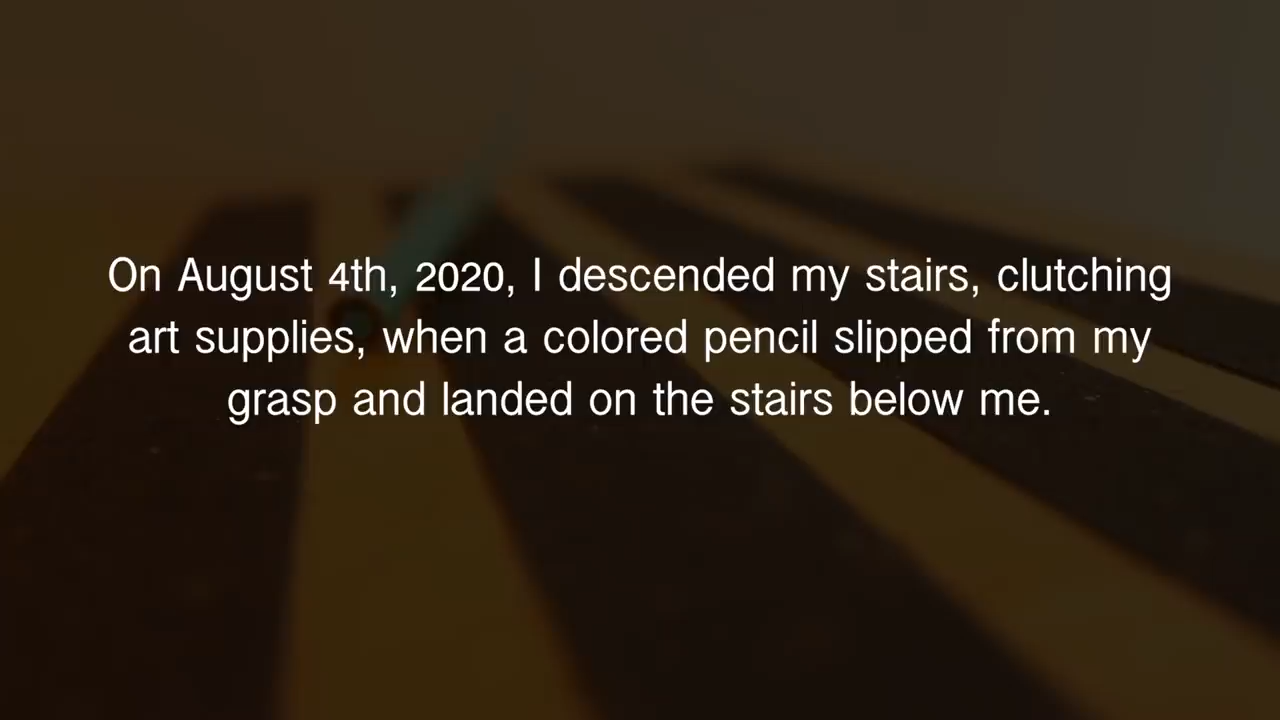 On August 4th, 2020, I descended my stairs, clutching
art supplies, when a colored pencil slipped from my
grasp and landed on the stairs below me.